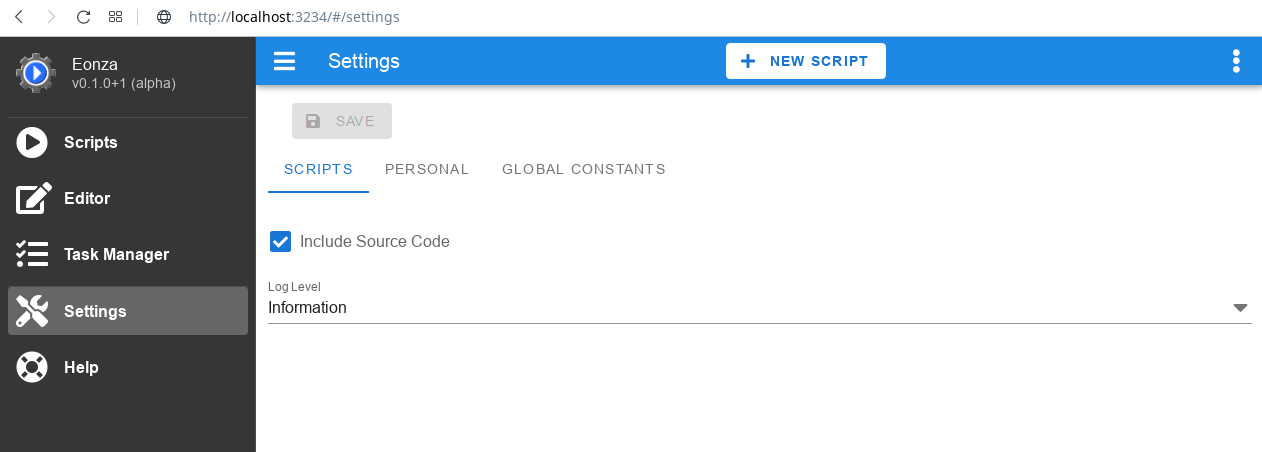 http://localhost:3234/#/settings
Eonza
v0.1.0+1 (alpha)
Settings
NEW SCRIPT
SAVE
Scripts
Editor
Task Manager
Settings
Help
SCRIPTS PERSONAL GLOBAL CONSTANTS
Include Source Code
Log Level
Information